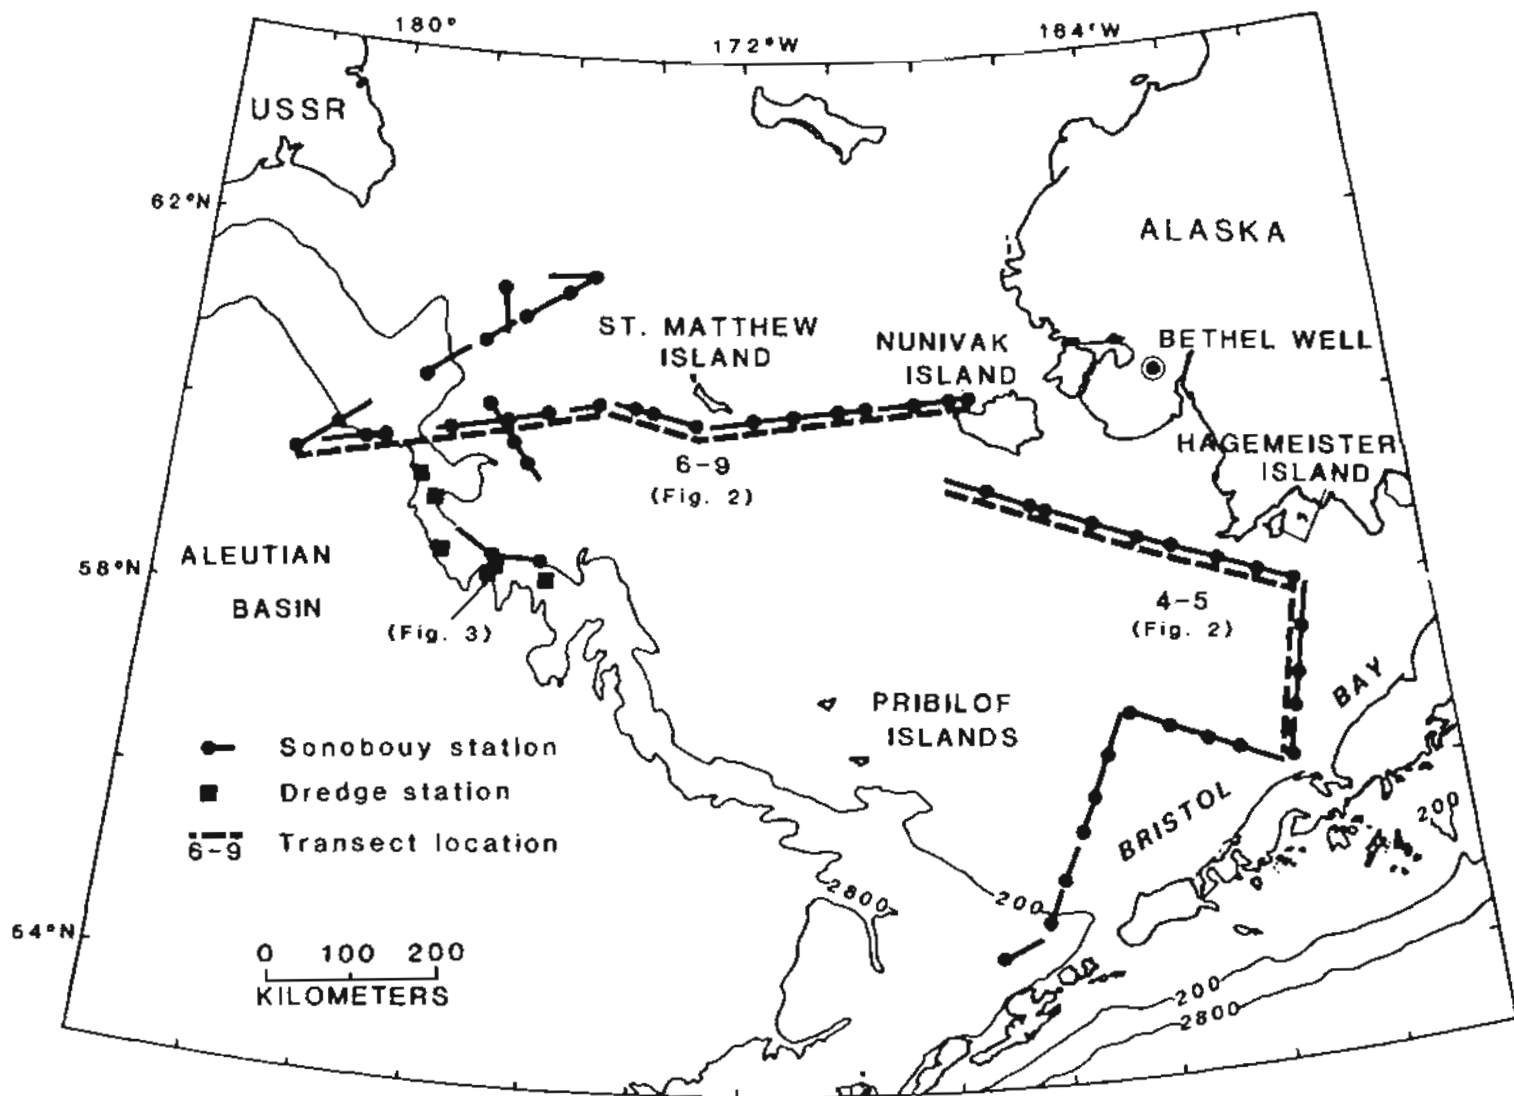 180°
172°W
164°W
USSR
62°N
ALASKA
ST. MATTHEW
ISLAND
NUNIVAK
ISLAND
BETHEL WELL
HAGEMEISTER
ISLAND
6-9
(Fig. 2)
58°N
ALEUTIAN
BASIN
(Fig. 3)
4-5
(Fig. 2)
BAY
PRIBILOF
ISLANDS
BRISTOL
Sonobouy station
Dredge station
6-9 Transect location
200
2800
200
54°N
0 100 200
KILOMETERS
200
2800